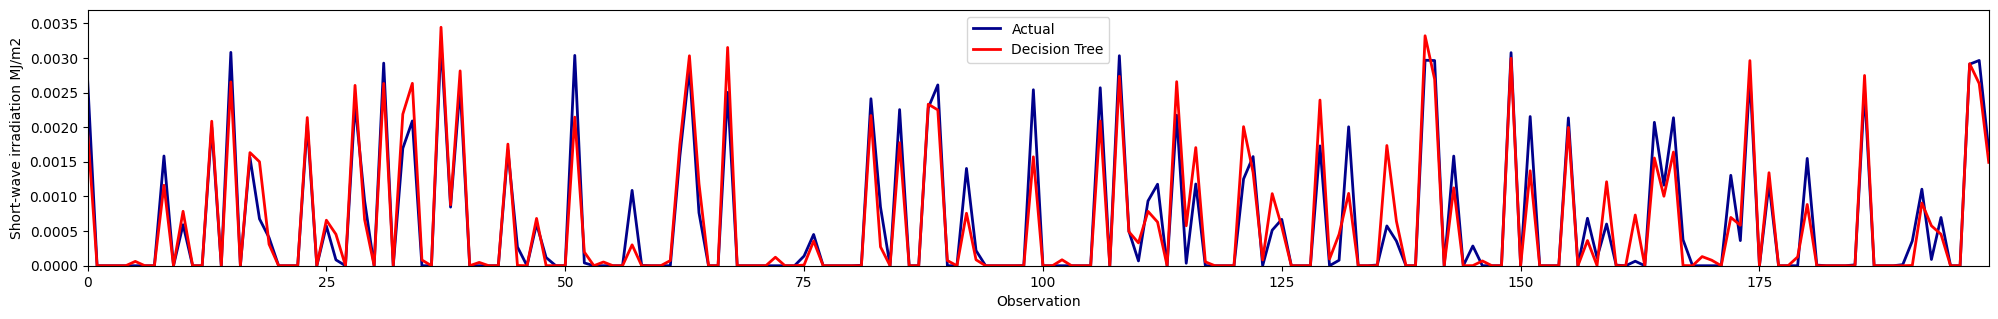 Short-wave irradiation MJ/m2
0.0035
0.0030
0.0025
0.0020
0.0015
0.0010
0.0005
0.0000
Actual
Decision Tree
0 25 50 75 100 125 150 175
Observation